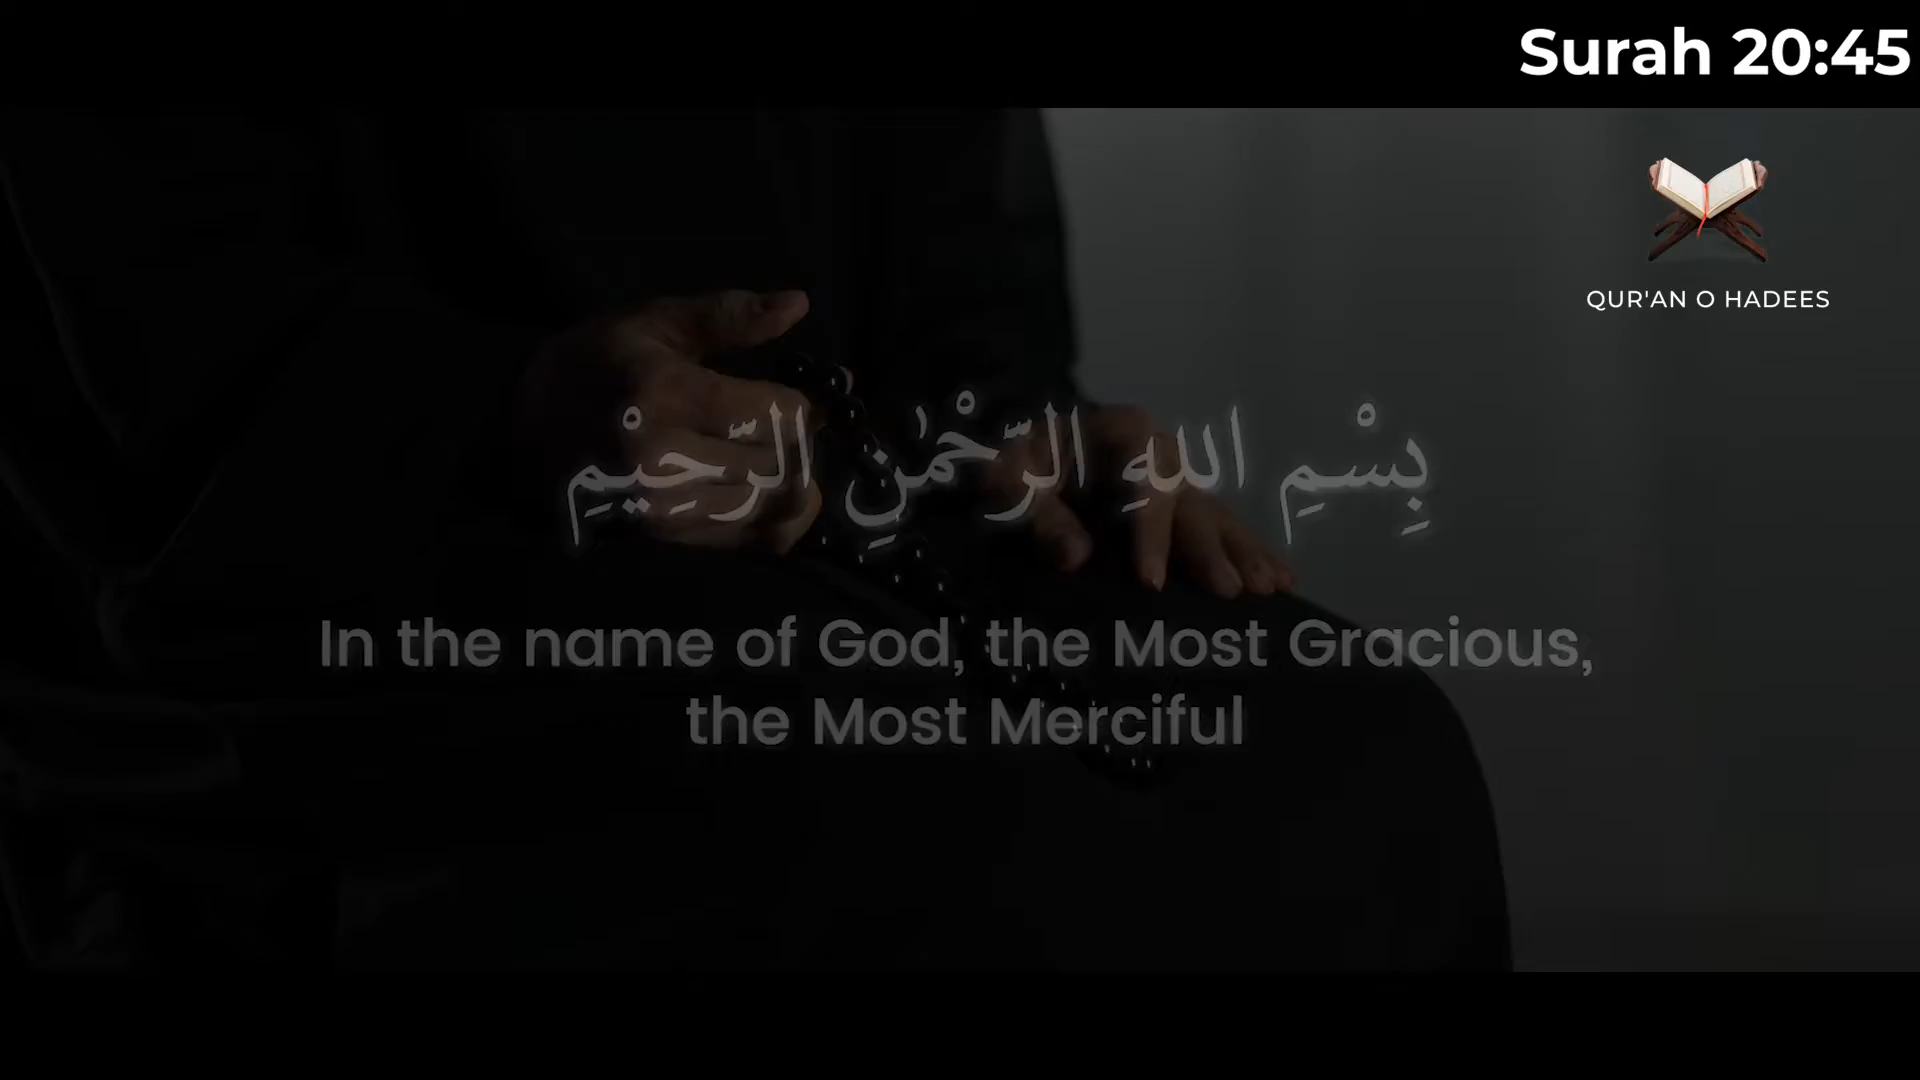 Surah 20:45
QUR'AN O HADEES
بِسْمِ اللهِ الرَّحْمٰنِ الرَّحِيْمِ
In the name of God, the Most Gracious,
the Most Merciful